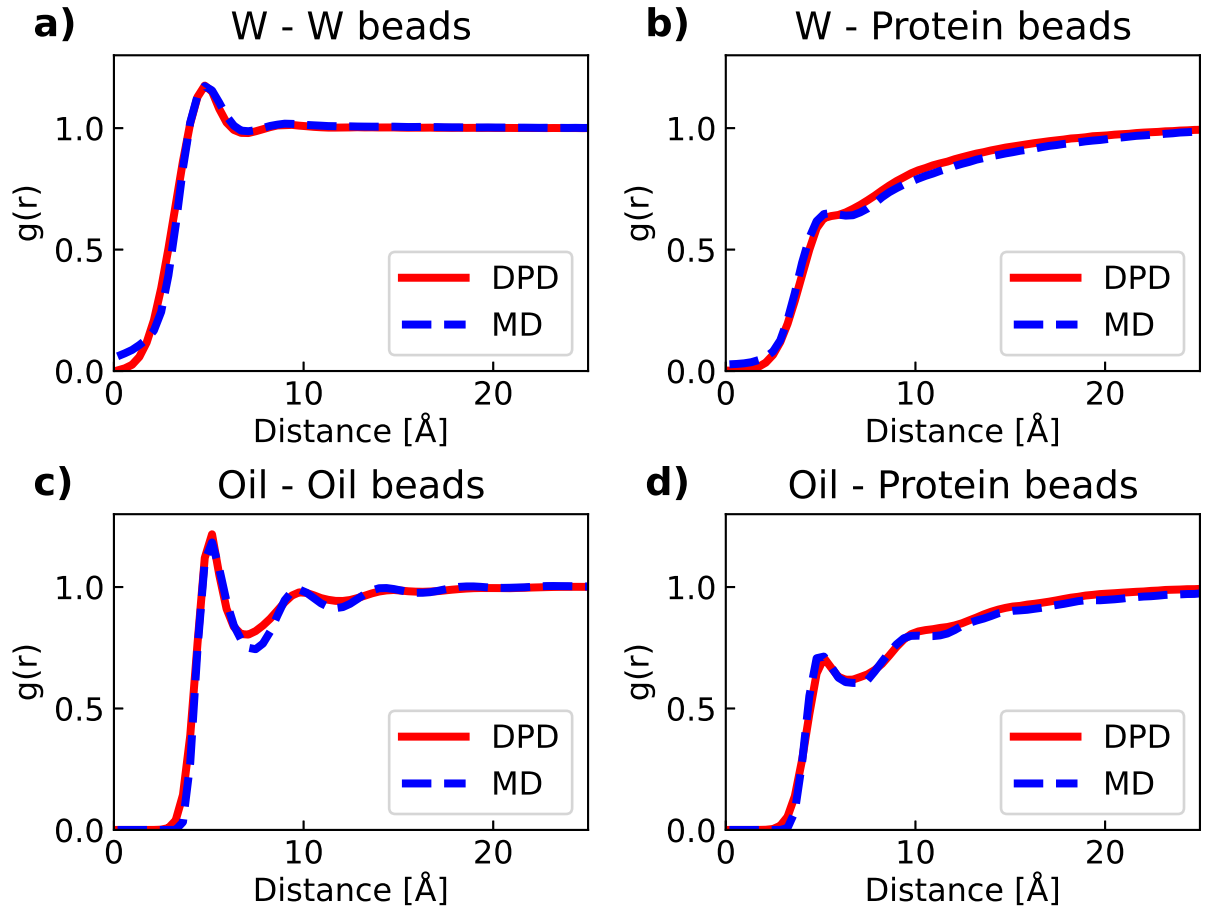 a) W - W beads
g(r)
1.0
0.5
0.0
DPD
MD
0 10 20
Distance [Å]
b) W - Protein beads
g(r)
1.0
0.5
0.0
DPD
MD
0 10 20
Distance [Å]
c) Oil - Oil beads
g(r)
1.0
0.5
0.0
DPD
MD
0 10 20
Distance [Å]
d) Oil - Protein beads
g(r)
1.0
0.5
0.0
DPD
MD
0 10 20
Distance [Å]